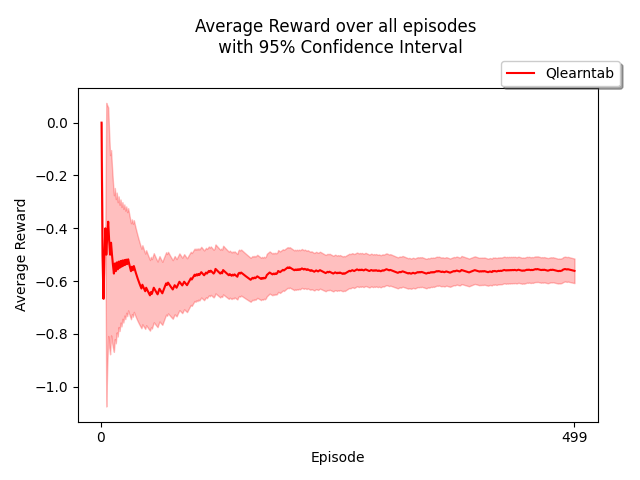 Average Reward over all episodes
with 95% Confidence Interval
Qlearntab
Average Reward
0.0
−0.2
−0.4
−0.6
−0.8
−1.0
0
499
Episode